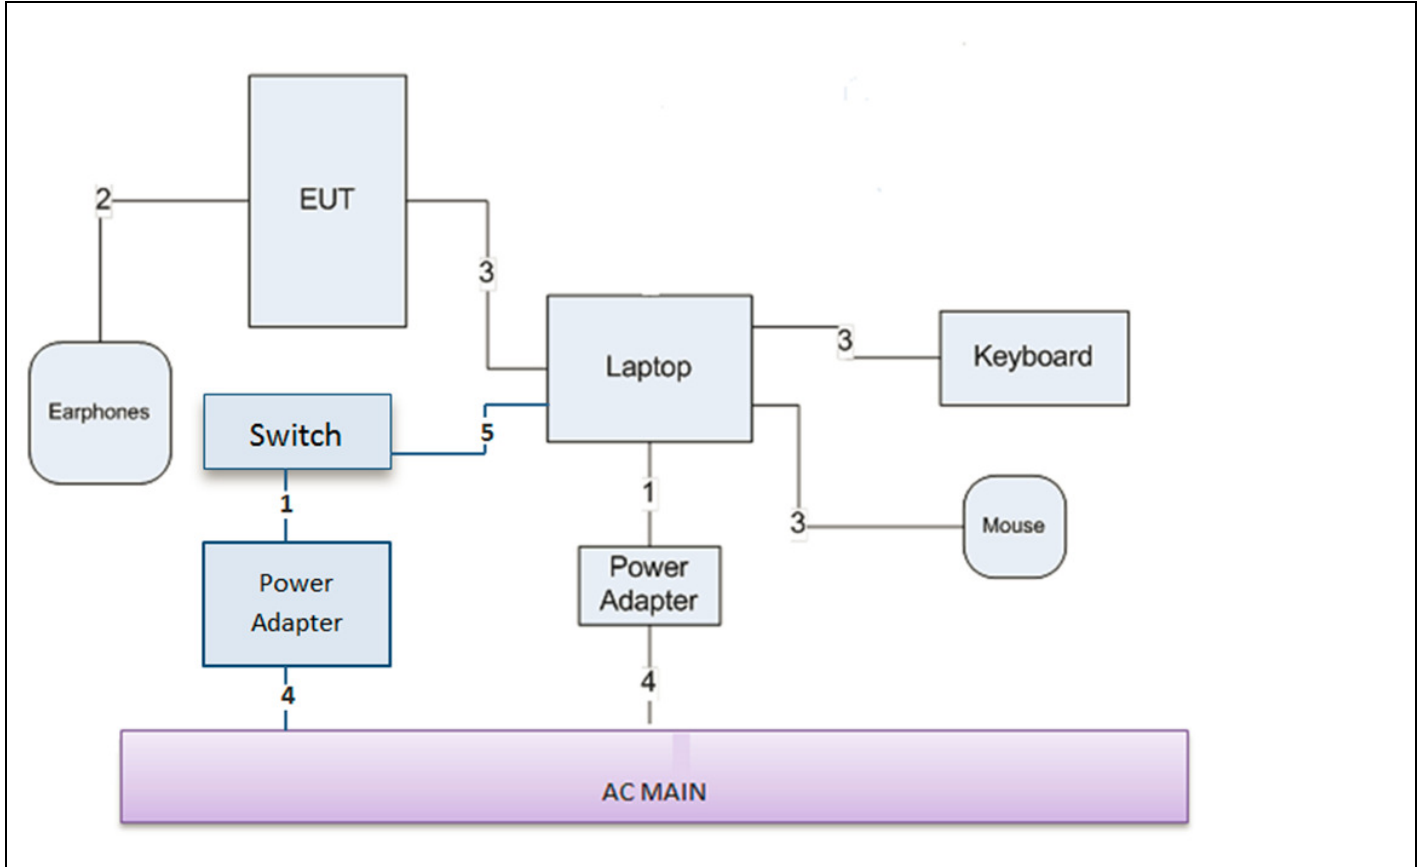 EUT
2
3
Laptop
3
Keyboard
Earphones
Switch
5
1
1
3
Mouse
Power
Adapter
Power
Adapter
4
4
AC MAIN